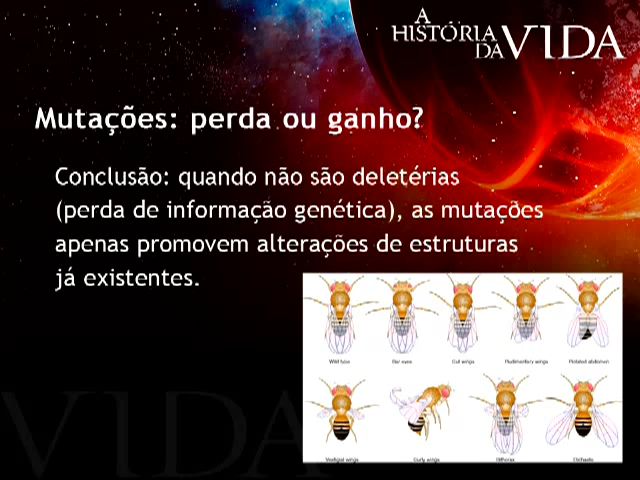 A
HISTÓRIA
DA VIDA
Mutações: perda ou ganho?
Conclusão: quando não são deletérias
(perda de informação genética), as mutações
apenas promovem alterações de estruturas
já existentes.
Wild type
Bar eyes
Cut wings
Rudimentary wings
Rotated abdomen
Vestigial wings
Curly wings
Bithorax
Dichaete
VIDA